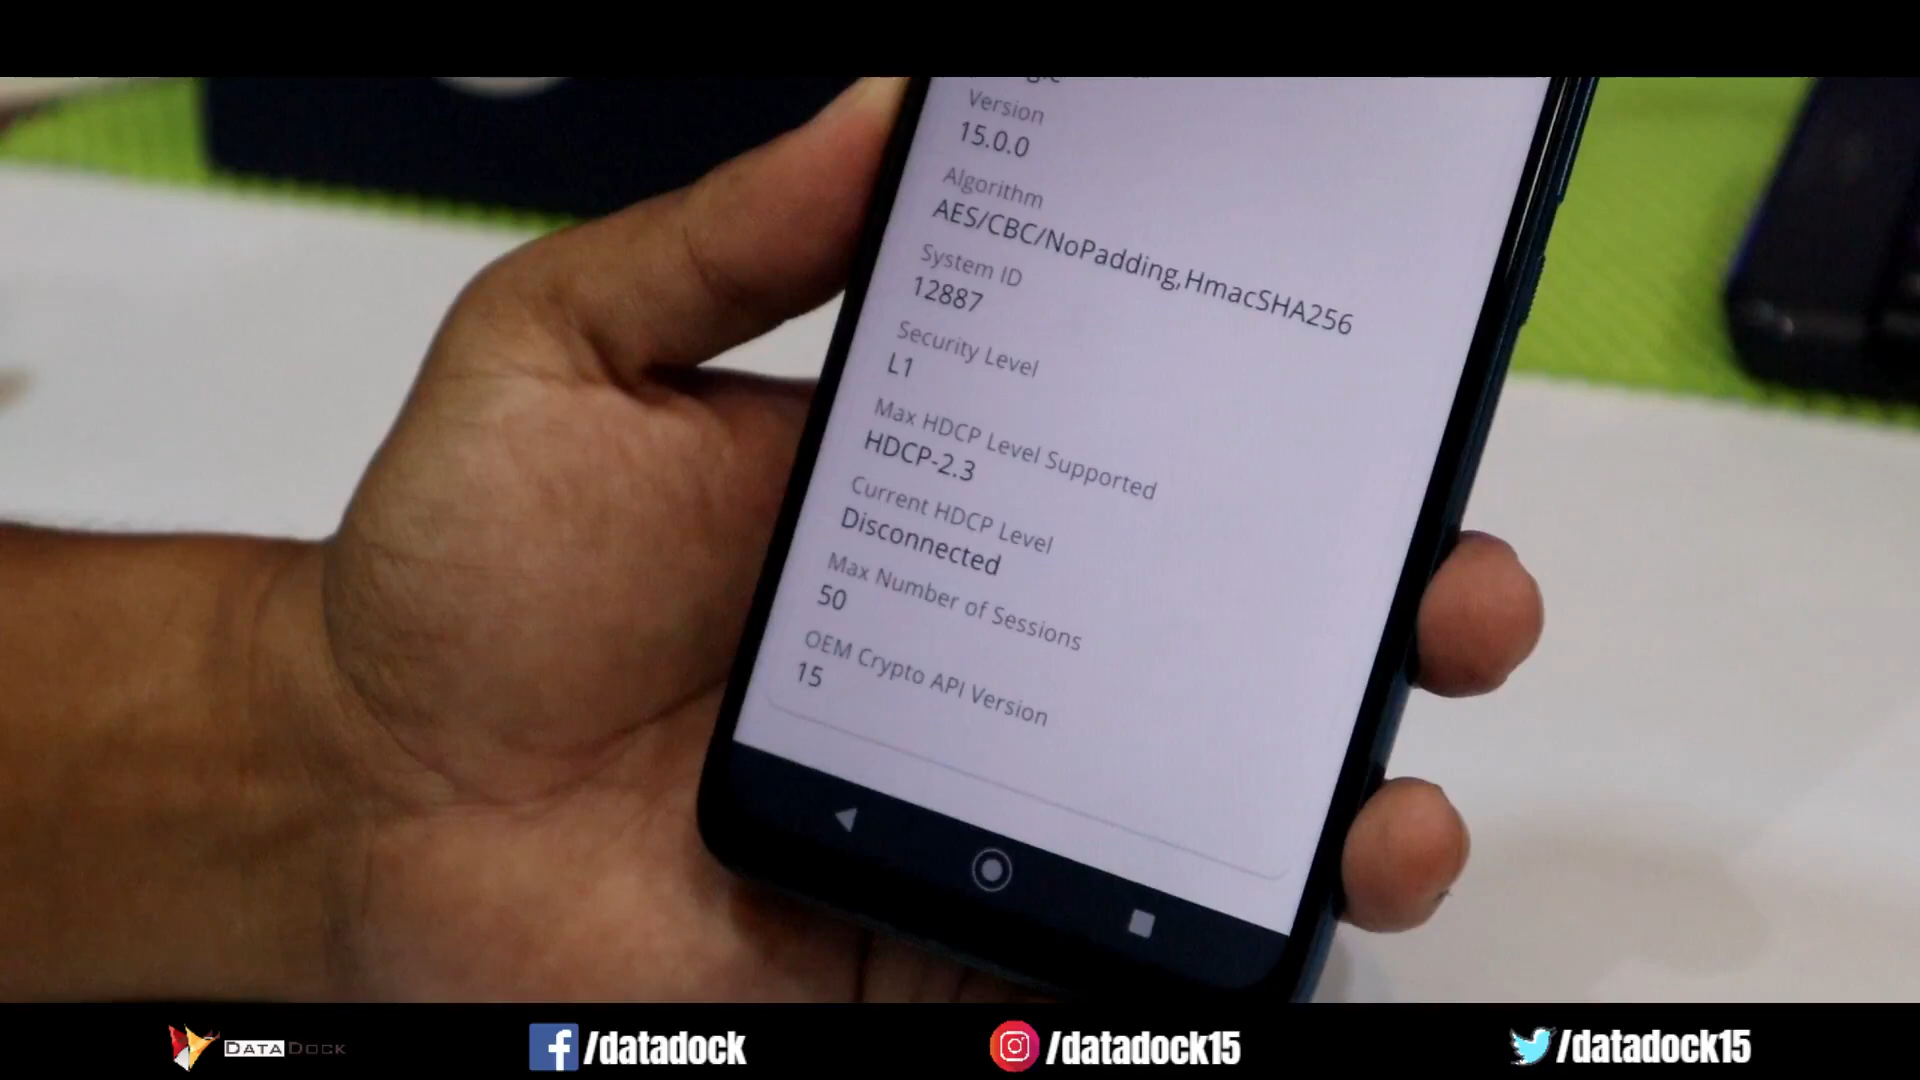 Version
15.0.0
Algorithm
AES/CBC/NoPadding,HmacSHA256
System ID
12887
Security Level
L1
Max HDCP Level Supported
HDCP-2.3
Current HDCP Level
Disconnected
Max Number of Sessions
50
OEM Crypto API Version
15
DATADOCK
/datadock
/datadock15
/datadock15